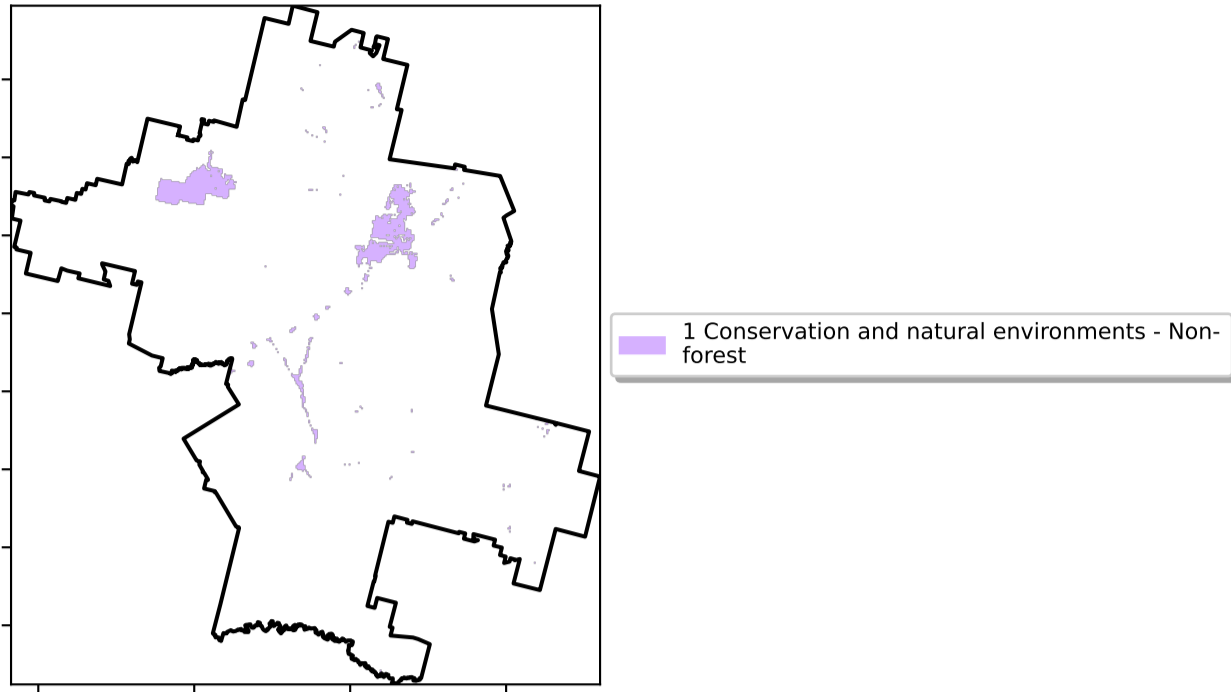 1 Conservation and natural environments - Non-
forest